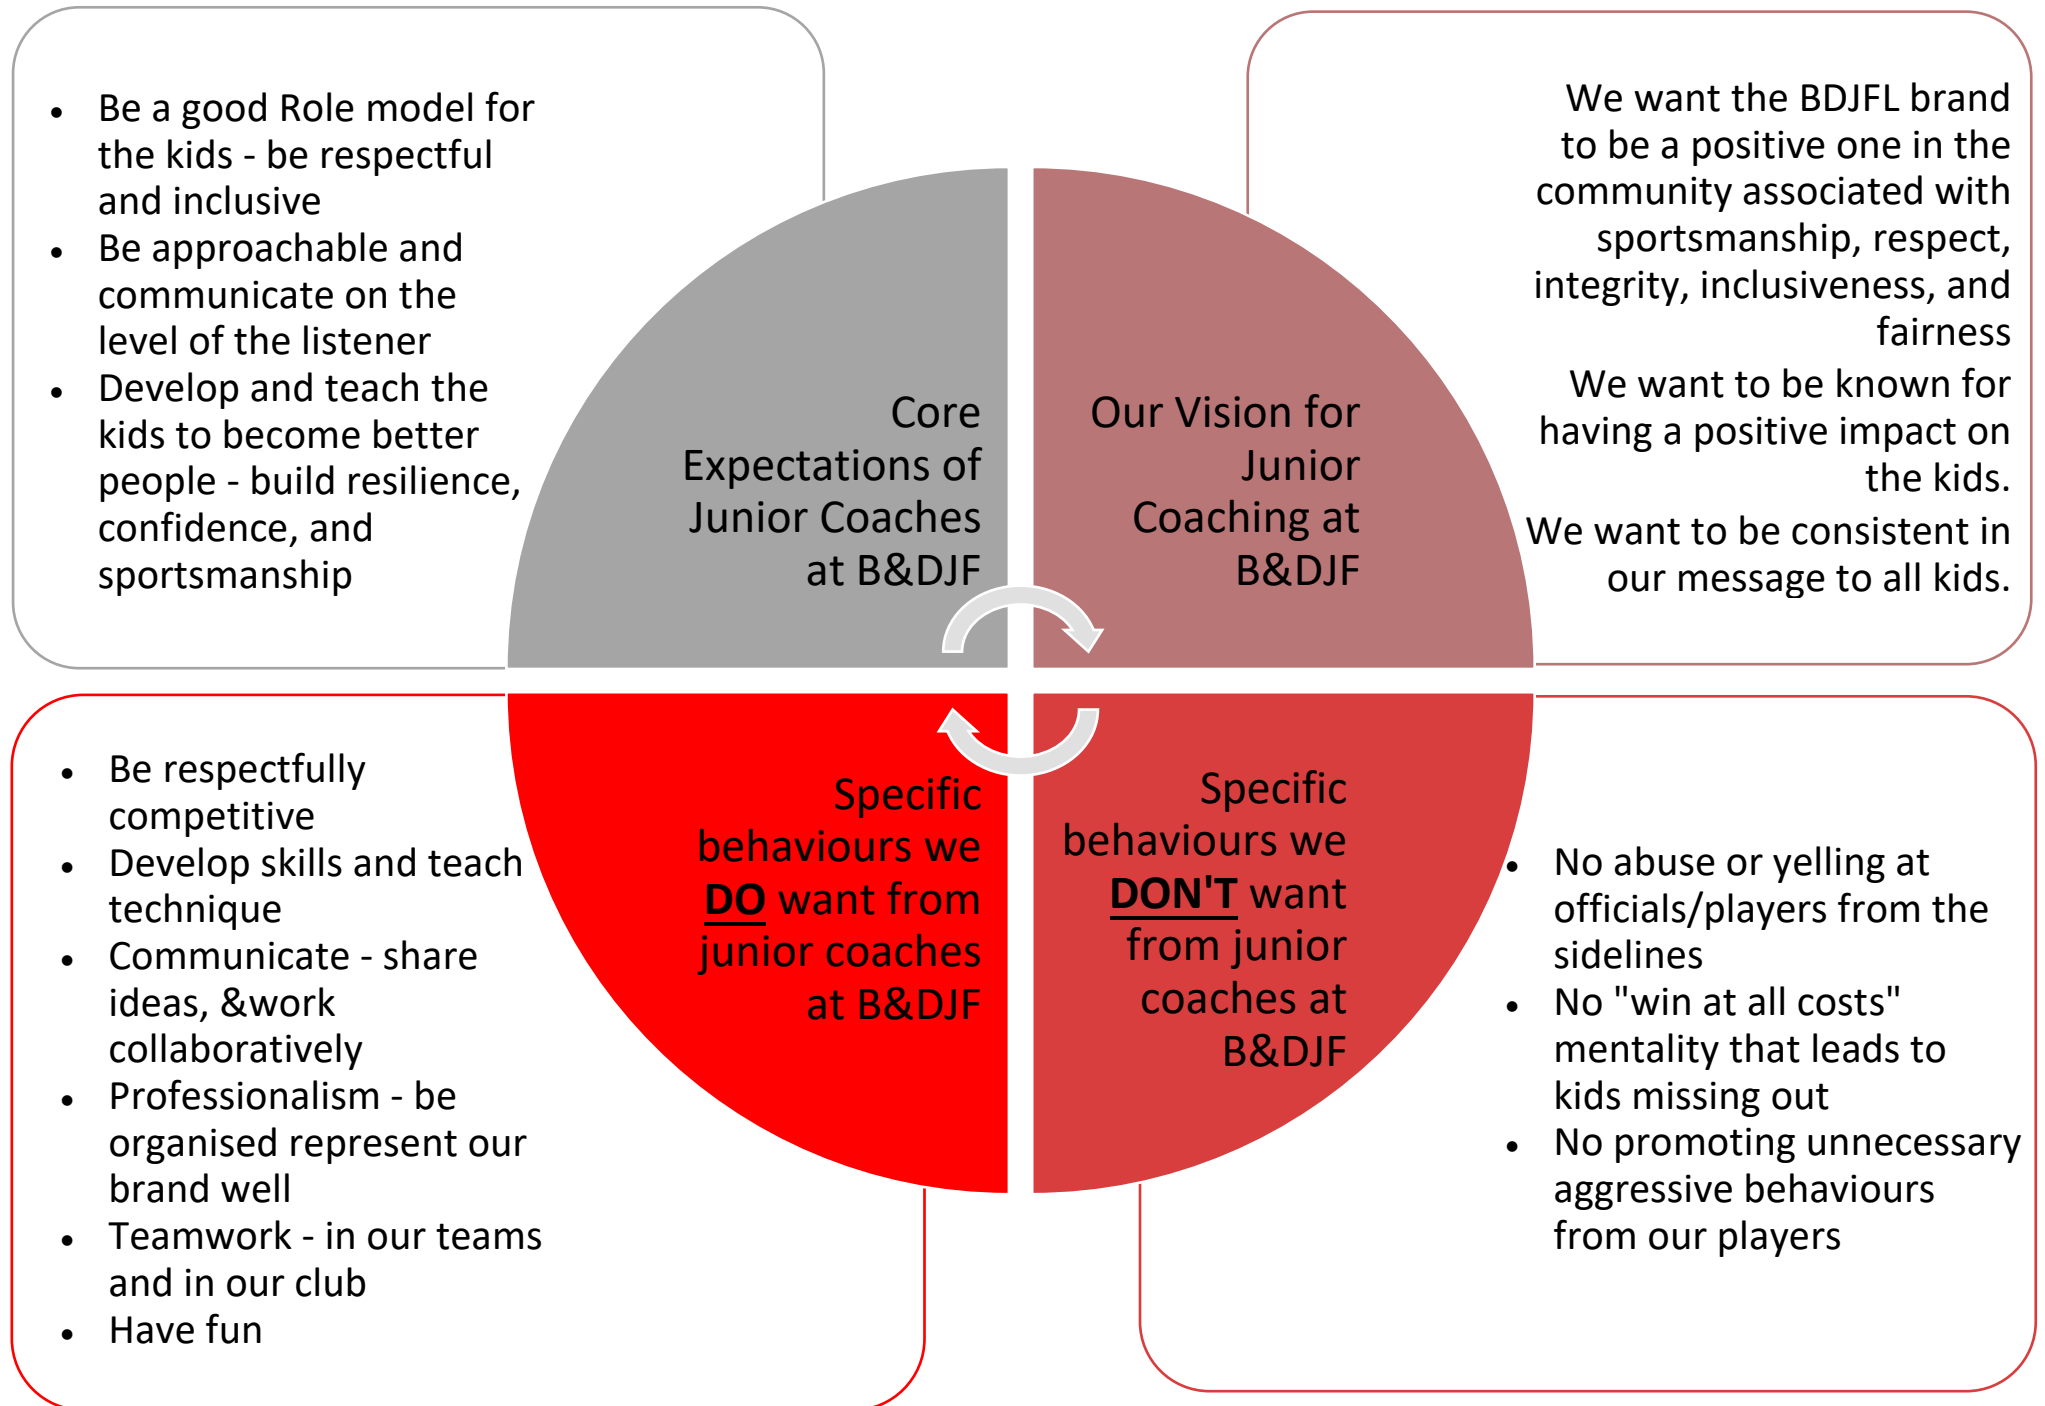 • Be a good Role model for
the kids - be respectful
and inclusive
• Be approachable and
communicate on the
level of the listener
• Develop and teach the
kids to become better
people - build resilience,
confidence, and
sportsmanship
Core
Expectations of
Junior Coaches
at B&DJF
Our Vision for
Junior
Coaching at
B&DJF
We want the BDJFL brand
to be a positive one in the
community associated with
sportsmanship, respect,
integrity, inclusiveness, and
fairness
We want to be known for
having a positive impact on
the kids.
We want to be consistent in
our message to all kids.
• Be respectfully
competitive
• Develop skills and teach
technique
• Communicate - share
ideas, &work
collaboratively
• Professionalism - be
organised represent our
brand well
• Teamwork - in our teams
and in our club
• Have fun
Specific
behaviours we
DO want from
junior coaches
at B&DJF
Specific
behaviours we
DON'T want
from junior
coaches at
B&DJF
• No abuse or yelling at
officials/players from the
sidelines
• No "win at all costs"
mentality that leads to
kids missing out
• No promoting unnecessary
aggressive behaviours
from our players